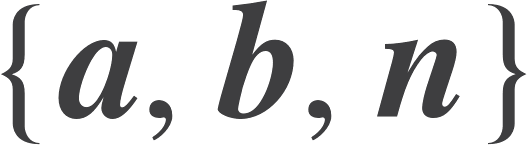 {a, b, n}